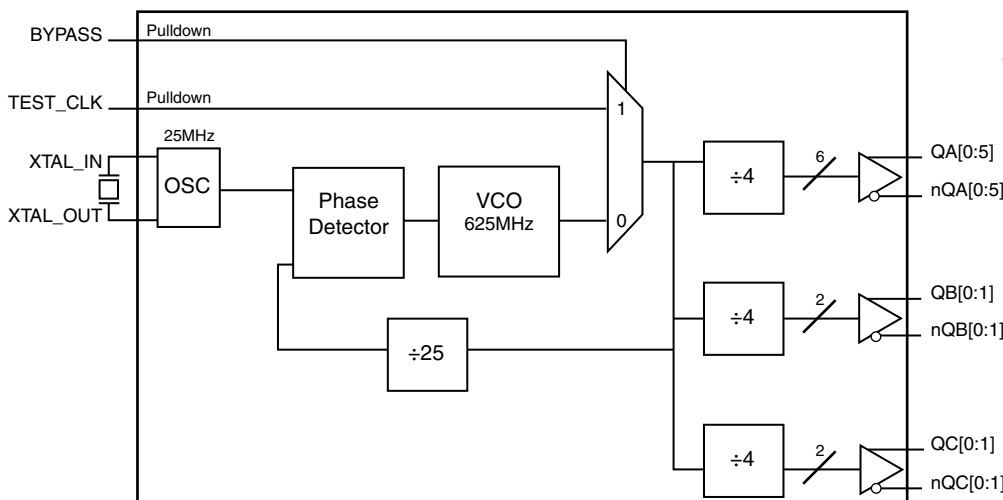 BYPASS
Pulldown
TEST_CLK
Pulldown
1
25MHz
XTAL_IN
OSC
XTAL_OUT
Phase
Detector
VCO
625MHz
0
÷4
6
QA[0:5]
nQA[0:5]
÷25
÷4
2
QB[0:1]
nQB[0:1]
÷4
2
QC[0:1]
nQC[0:1]